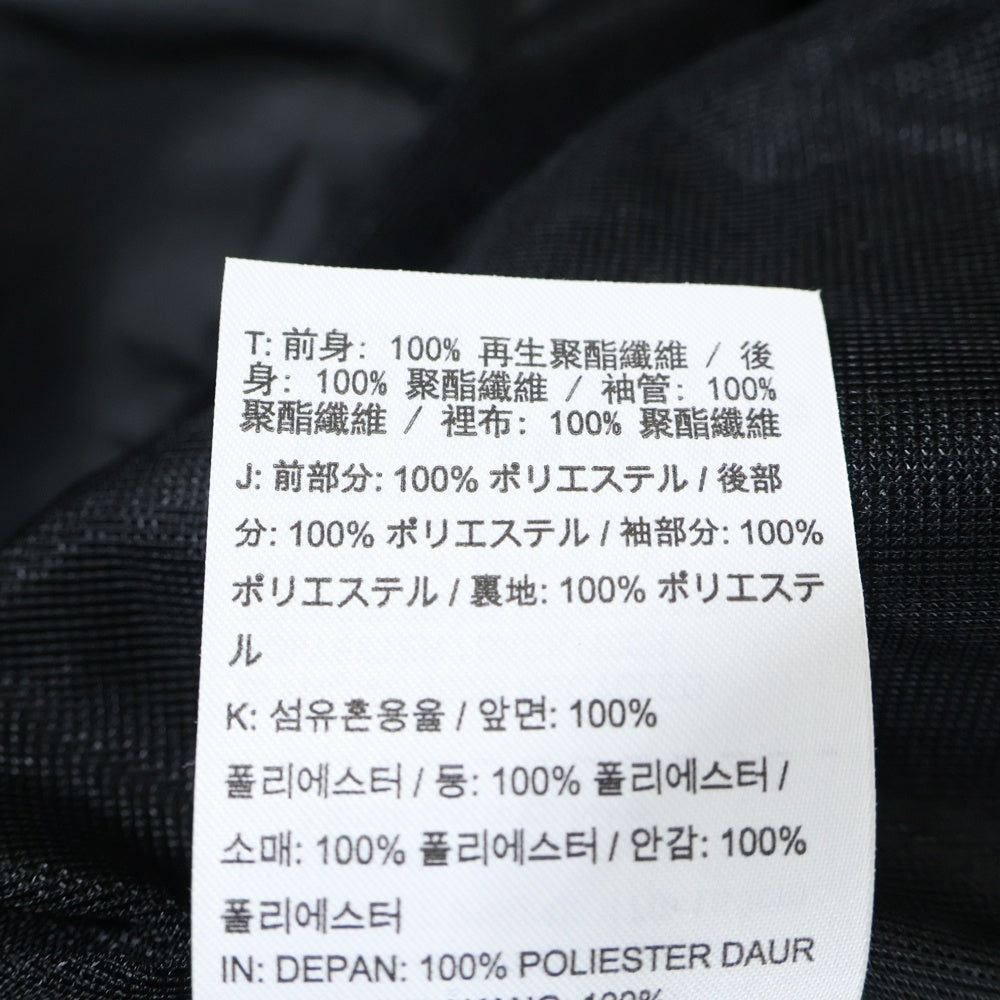 T: 前身: 100% 再生聚酯纖維 / 後
身: 100% 聚酯纖維 / 袖管: 100%
聚酯纖維 / 裡布: 100% 聚酯纖維
J: 前部分: 100% ポリエステル / 後部
分: 100% ポリエステル / 袖部分: 100%
ポリエステル / 裏地: 100% ポリエステ
ル
K: 섬유혼용율 / 앞면: 100%
폴리에스터 / 등: 100% 폴리에스터 /
소매: 100% 폴리에스터 / 안감: 100%
폴리에스터
IN: DEPAN: 100% POLIESTER DAUR
100%